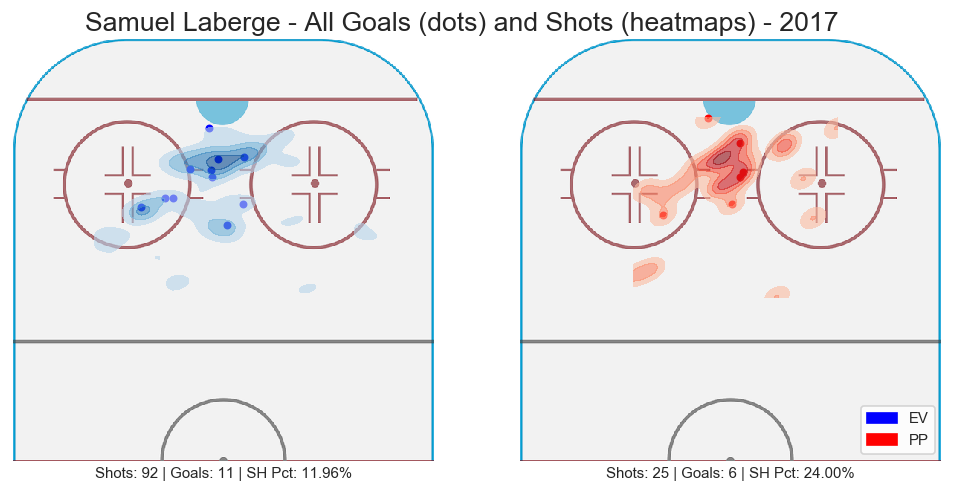 Samuel Laberge - All Goals (dots) and Shots (heatmaps) - 2017
EV
PP
Shots: 92 | Goals: 11 | SH Pct: 11.96%
Shots: 25 | Goals: 6 | SH Pct: 24.00%